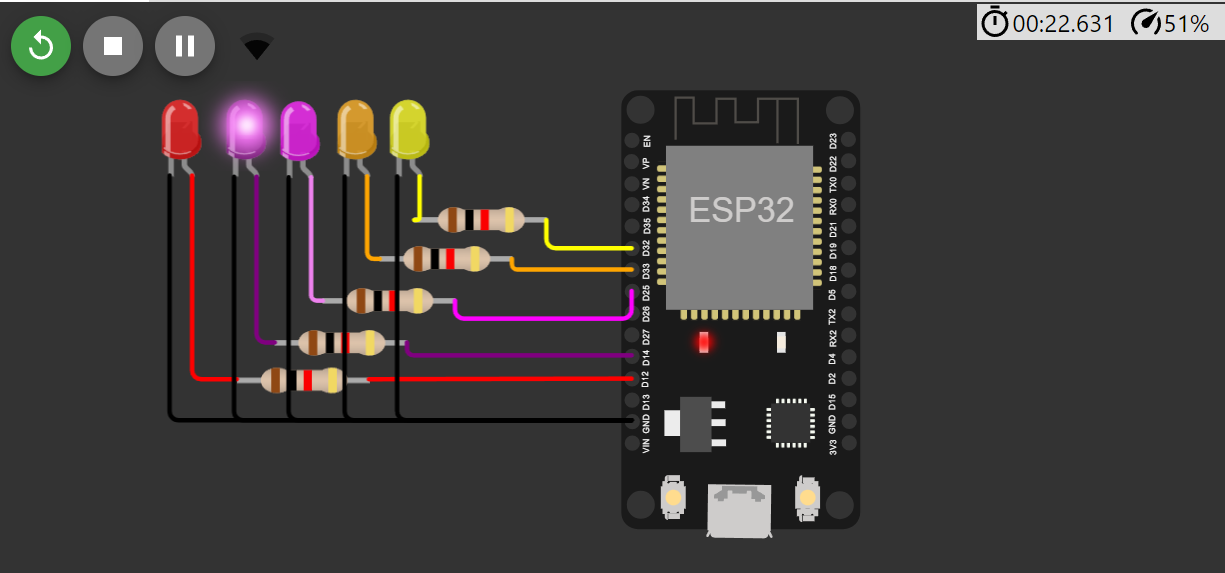 00:22.631 51%
ESP32
EN
VP
VN
D34
D35
D32
D33
D25
D26
D27
D14
D12
D13
GND
VIN
D23
D22
TX0
RX0
D21
D19
D18
D5
TX2
RX2
D4
D2
D15
GND
3V3